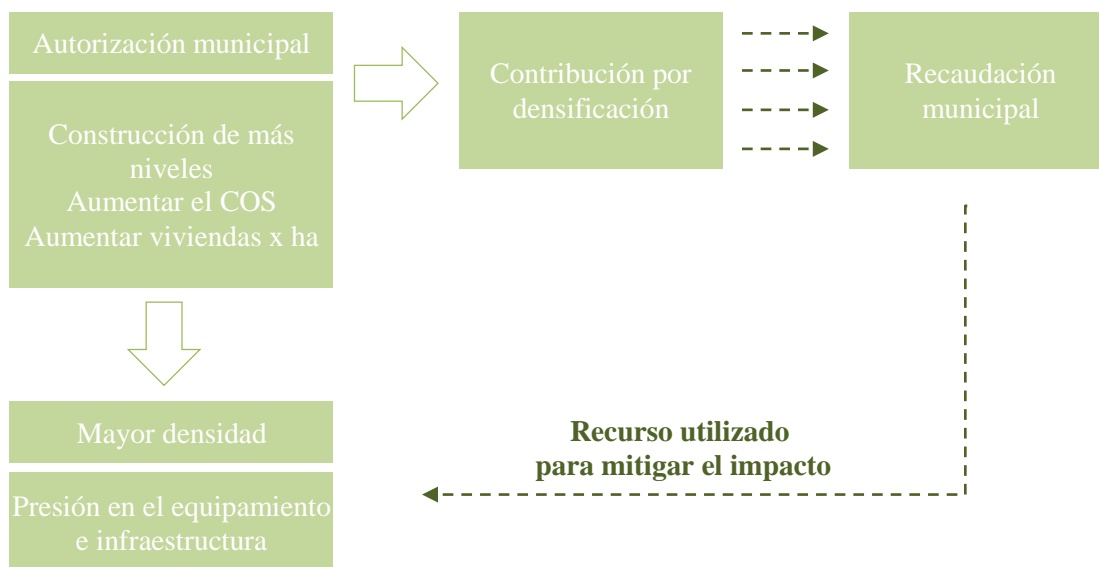 Autorización municipal
Construcción de más
niveles
Aumentar el COS
Aumentar viviendas x ha
Contribución por
densificación
Recaudación
municipal
Mayor densidad
Presión en el equipamiento
e infraestructura
Recurso utilizado
para mitigar el impacto